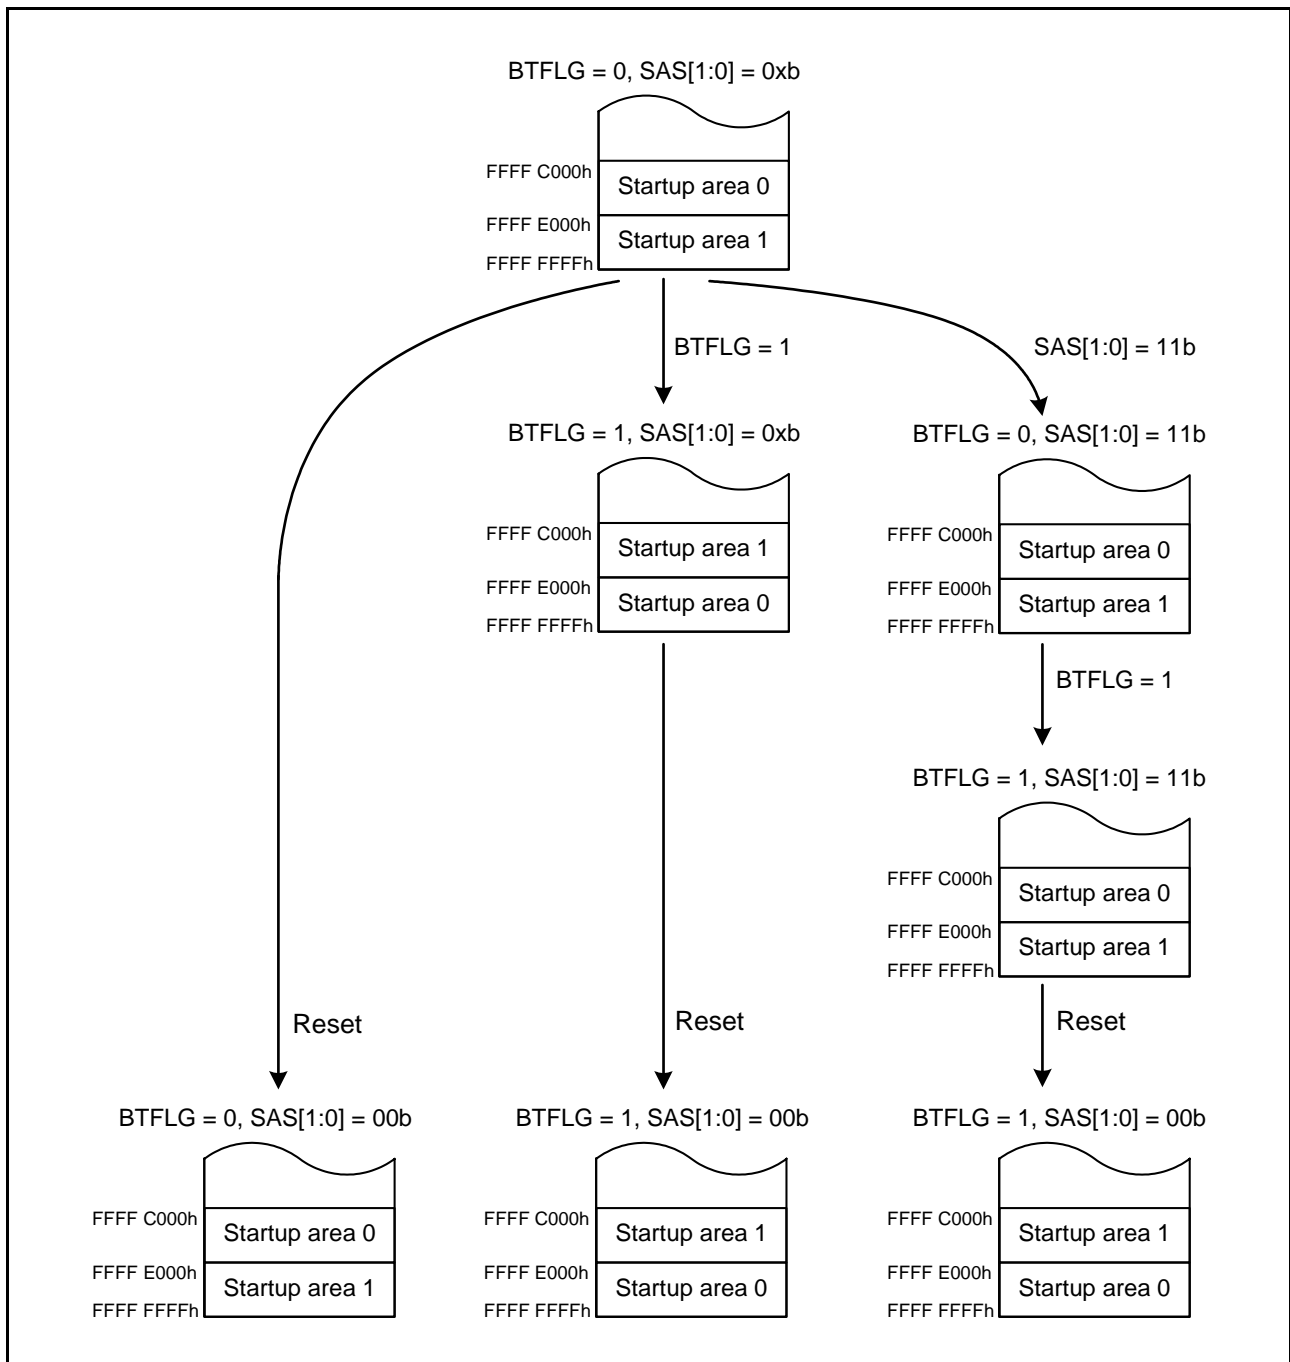 BTFLG = 0, SAS[1:0] = 0xb
FFFF C000h
Startup area 0
FFFF E000h
Startup area 1
FFFF FFFFh
BTFLG = 1
SAS[1:0] = 11b
BTFLG = 1, SAS[1:0] = 0xb
FFFF C000h
Startup area 1
FFFF E000h
Startup area 0
FFFF FFFFh
BTFLG = 0, SAS[1:0] = 11b
FFFF C000h
Startup area 0
FFFF E000h
Startup area 1
FFFF FFFFh
BTFLG = 1
BTFLG = 1, SAS[1:0] = 11b
FFFF C000h
Startup area 0
FFFF E000h
Startup area 1
FFFF FFFFh
Reset
Reset
Reset
BTFLG = 0, SAS[1:0] = 00b
FFFF C000h
Startup area 0
FFFF E000h
Startup area 1
FFFF FFFFh
BTFLG = 1, SAS[1:0] = 00b
FFFF C000h
Startup area 1
FFFF E000h
Startup area 0
FFFF FFFFh
BTFLG = 1, SAS[1:0] = 00b
FFFF C000h
Startup area 1
FFFF E000h
Startup area 0
FFFF FFFFh